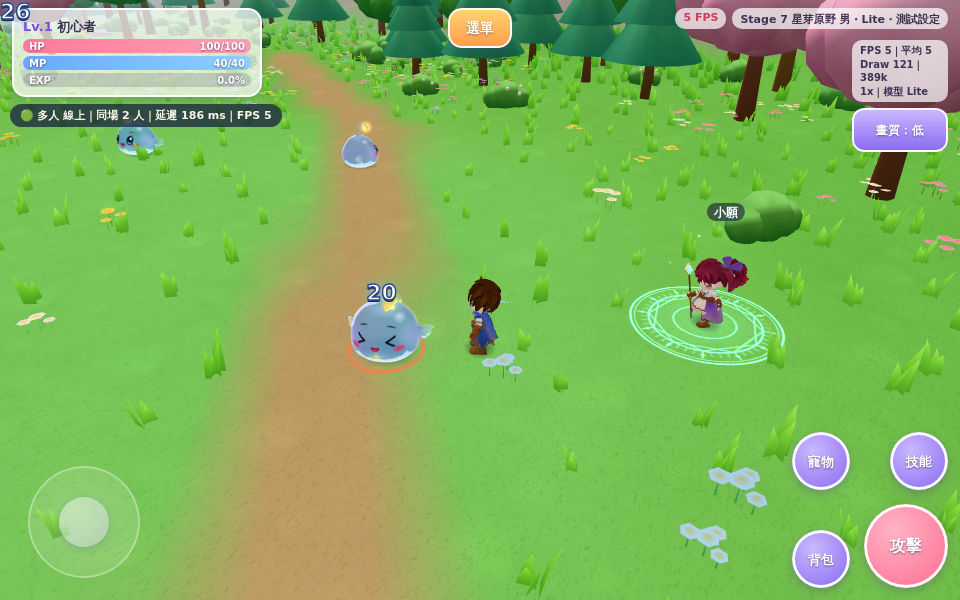 26
Lv.1 初心者
HP 100/100
MP 40/40
EXP 0.0%
多人 線上｜同場 2 人｜延遲 186 ms｜FPS 5
選單
5 FPS
Stage 7 星芽原野 男・Lite・測試設定
FPS 5 | 平均 5
Draw 121 |
389k
1x | 模型 Lite
畫質：低
小願
20
寵物
技能
背包
攻擊